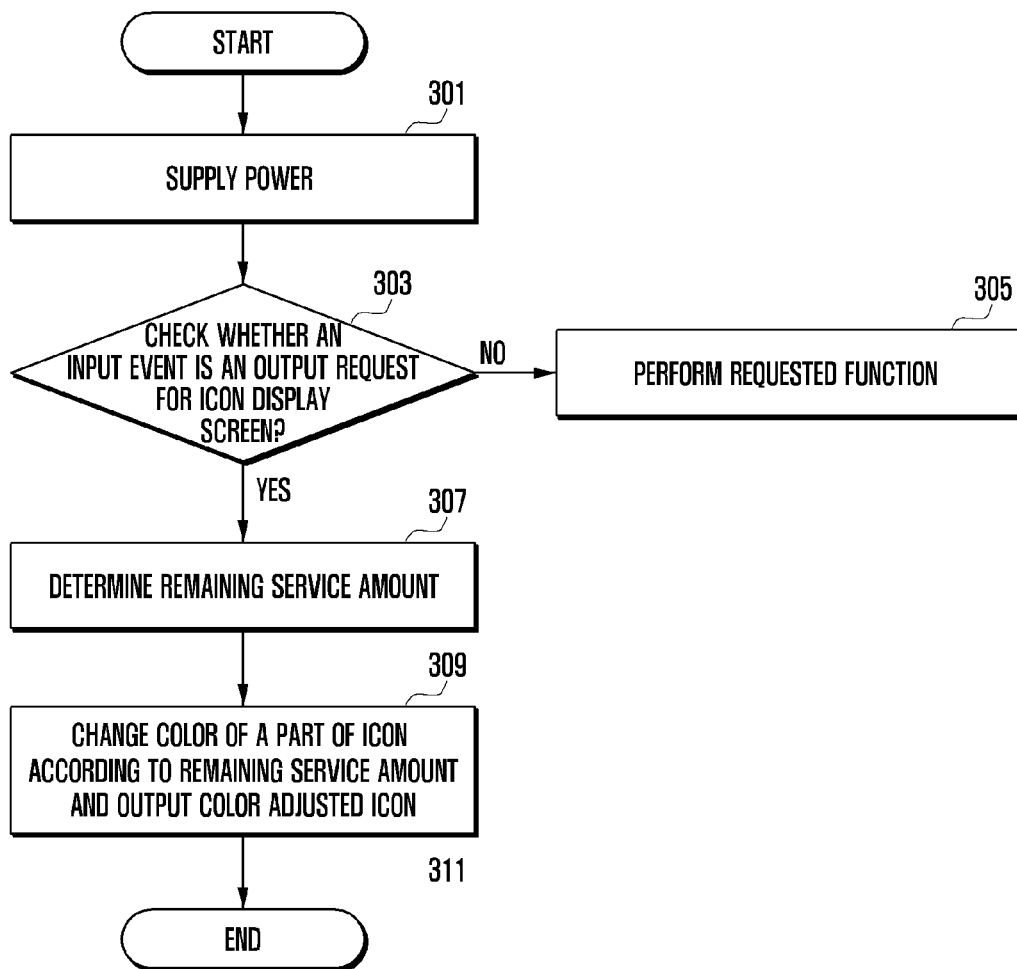 START
301
SUPPLY POWER
303
CHECK WHETHER AN
INPUT EVENT IS AN OUTPUT REQUEST
FOR ICON DISPLAY
SCREEN?
NO
305
PERFORM REQUESTED FUNCTION
YES
307
DETERMINE REMAINING SERVICE AMOUNT
309
CHANGE COLOR OF A PART OF ICON
ACCORDING TO REMAINING SERVICE AMOUNT
AND OUTPUT COLOR ADJUSTED ICON
311
END